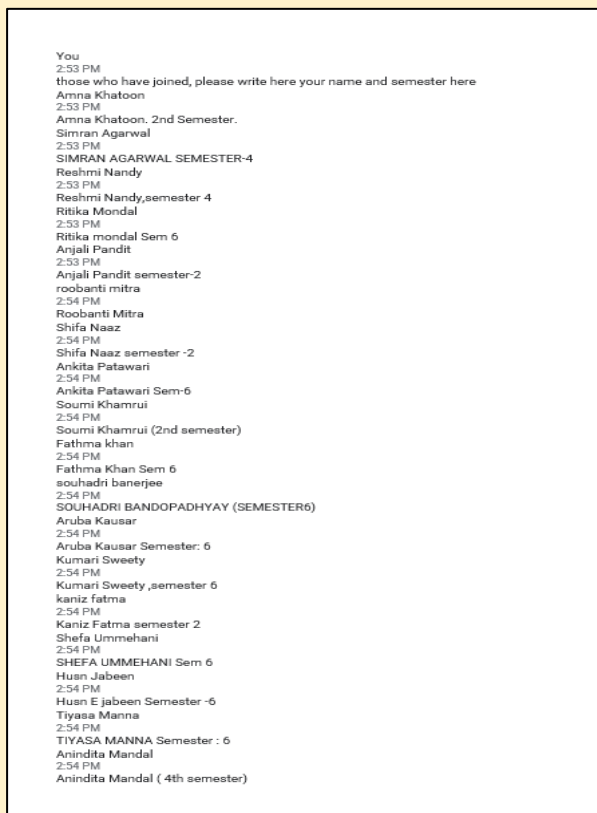 You
2:53 PM
those who have joined, please write here your name and semester here
Amna Khatoon
2:53 PM
Amna Khatoon. 2nd Semester.
Simran Agarwal
2:53 PM
SIMRAN AGARWAL SEMESTER-4
Reshmi Nandy
2:53 PM
Reshmi Nandy,semester 4
Ritika Mondal
2:53 PM
Ritika mondal Sem 6
Anjali Pandit
2:53 PM
Anjali Pandit semester-2
roobanti mitra
2:54 PM
Roobanti Mitra
Shifa Naaz
2:54 PM
Shifa Naaz semester -2
Ankita Patawari
2:54 PM
Ankita Patawari Sem-6
Soumi Khamrui
2:54 PM
Soumi Khamrui (2nd semester)
Fathma khan
2:54 PM
Fathma Khan Sem 6
souhadri banerjee
2:54 PM
SOUHADRI BANDOPADHYAY (SEMESTER6)
Aruba Kausar
2:54 PM
Aruba Kausar Semester: 6
Kumari Sweety
2:54 PM
Kumari Sweety ,semester 6
kaniz fatma
2:54 PM
Kaniz Fatma semester 2
Shefa Ummehani
2:54 PM
SHEFA UMMEHANI Sem 6
Husn Jabeen
2:54 PM
Husn E jabeen Semester -6
Tiyasa Manna
2:54 PM
TIYASA MANNA Semester : 6
Anindita Mandal
2:54 PM
Anindita Mandal ( 4th semester)